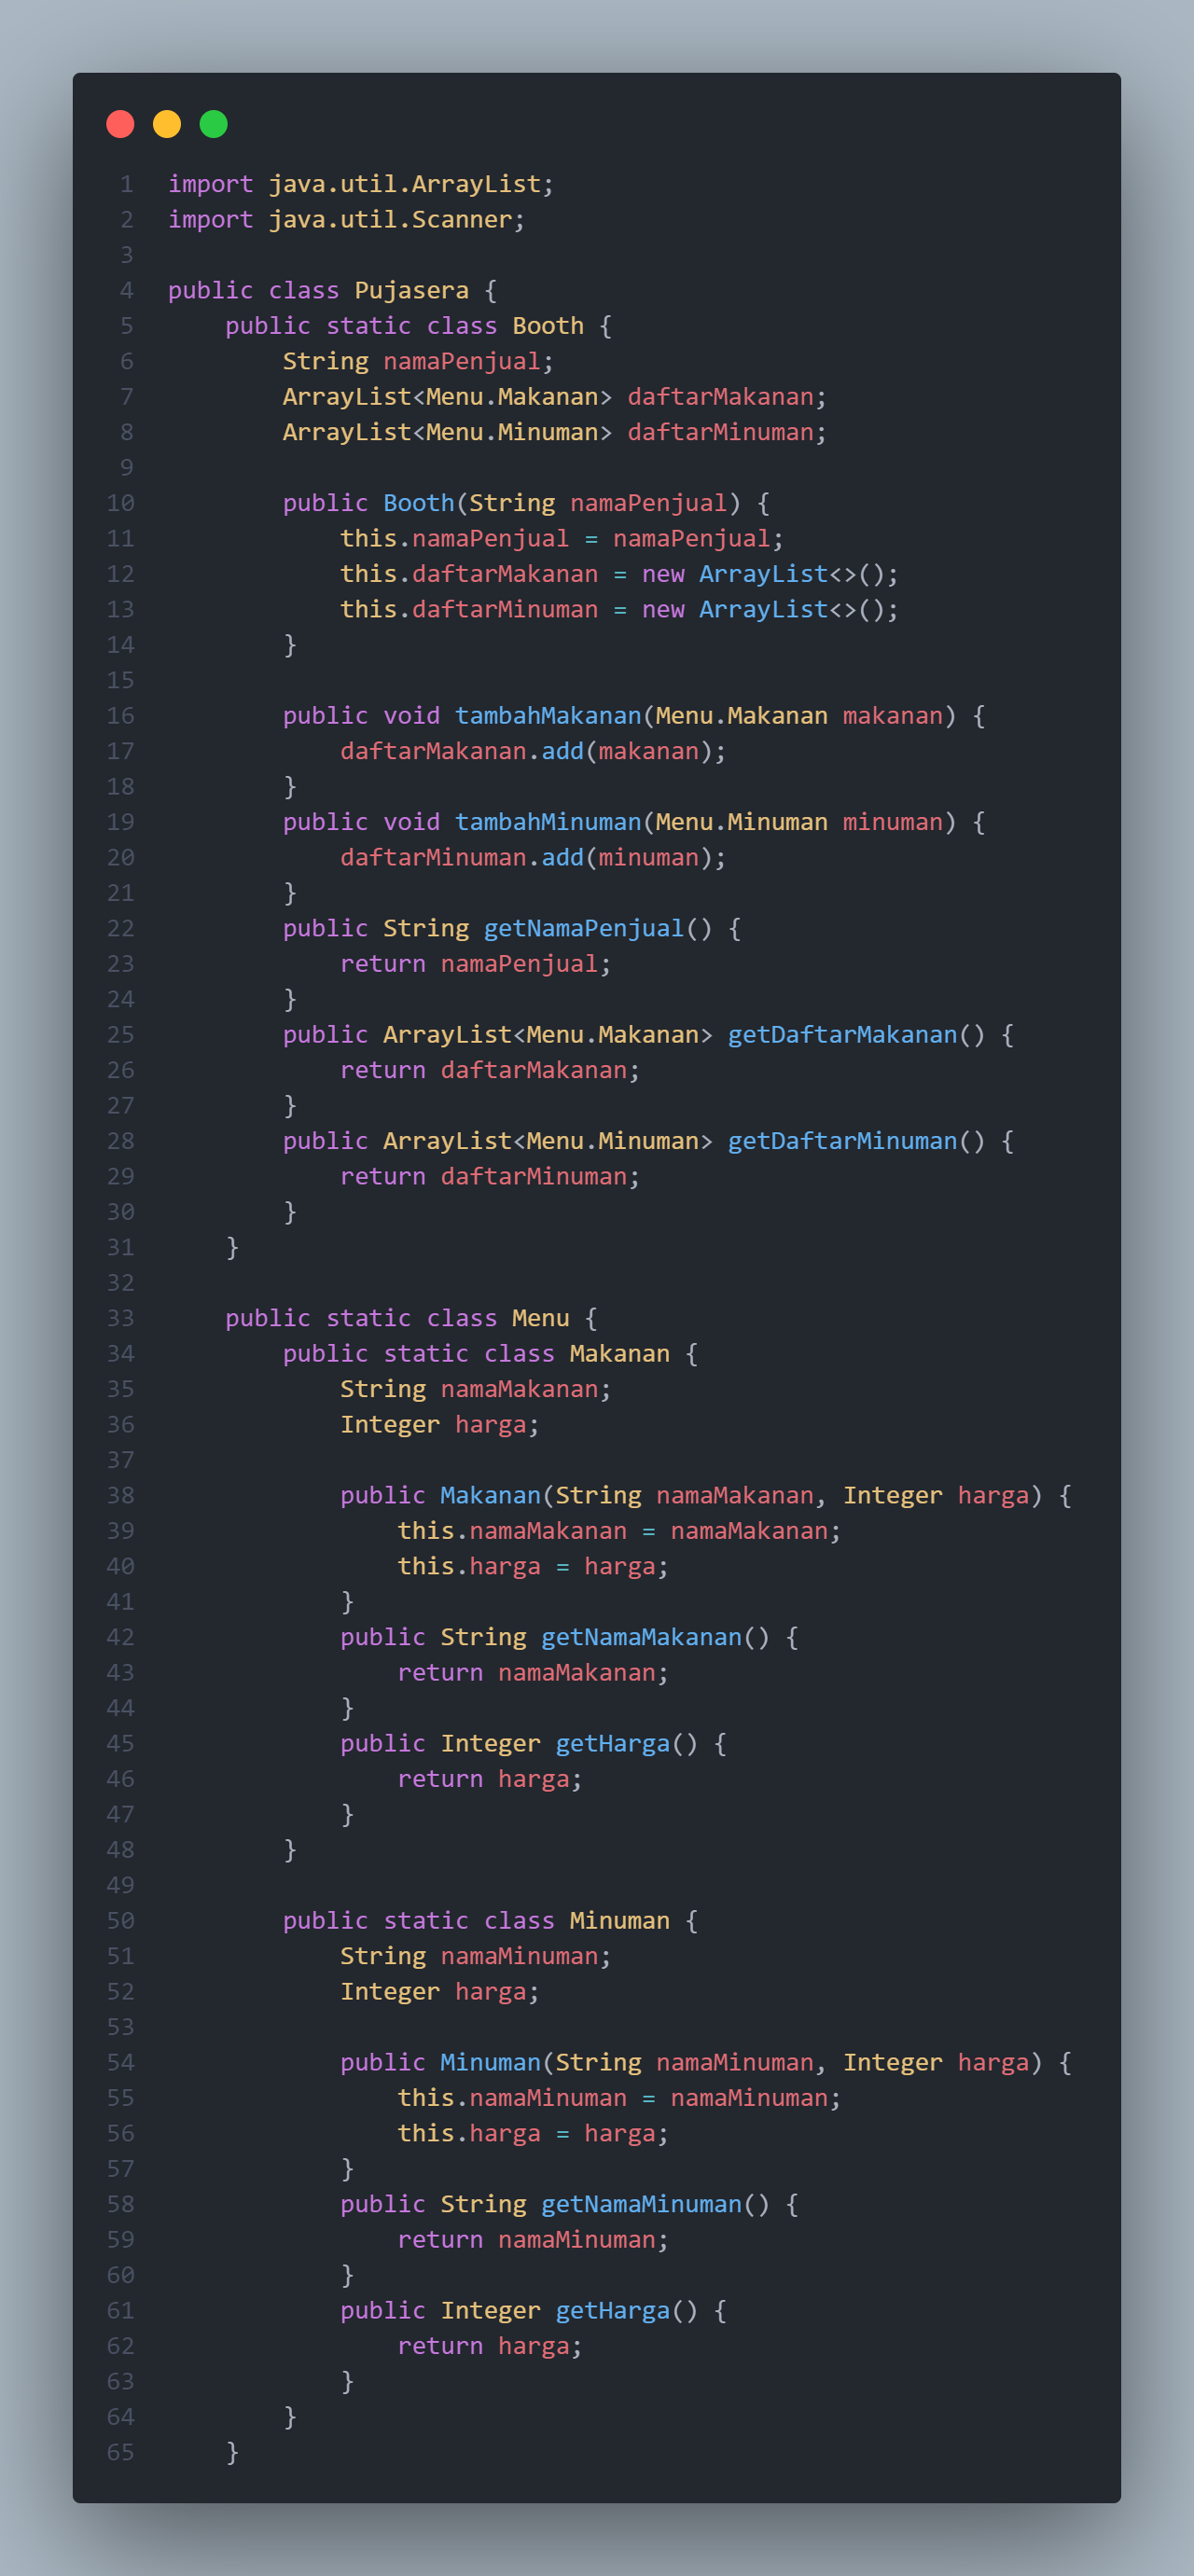 1 import java.util.ArrayList;
2 import java.util.Scanner;
3
4 public class Pujasera {
5     public static class Booth {
6         String namaPenjual;
7         ArrayList<Menu.Makanan> daftarMakanan;
8         ArrayList<Menu.Minuman> daftarMinuman;
9
10         public Booth(String namaPenjual) {
11             this.namaPenjual = namaPenjual;
12             this.daftarMakanan = new ArrayList<>();
13             this.daftarMinuman = new ArrayList<>();
14         }
15
16         public void tambahMakanan(Menu.Makanan makanan) {
17             daftarMakanan.add(makanan);
18         }
19         public void tambahMinuman(Menu.Minuman minuman) {
20             daftarMinuman.add(minuman);
21         }
22         public String getNamaPenjual() {
23             return namaPenjual;
24         }
25         public ArrayList<Menu.Makanan> getDaftarMakanan() {
26             return daftarMakanan;
27         }
28         public ArrayList<Menu.Minuman> getDaftarMinuman() {
29             return daftarMinuman;
30         }
31     }
32
33     public static class Menu {
34         public static class Makanan {
35             String namaMakanan;
36             Integer harga;
37
38             public Makanan(String namaMakanan, Integer harga) {
39                 this.namaMakanan = namaMakanan;
40                 this.harga = harga;
41             }
42             public String getNamaMakanan() {
43                 return namaMakanan;
44             }
45             public Integer getHarga() {
46                 return harga;
47             }
48         }
49
50         public static class Minuman {
51             String namaMinuman;
52             Integer harga;
53
54             public Minuman(String namaMinuman, Integer harga) {
55                 this.namaMinuman = namaMinuman;
56                 this.harga = harga;
57             }
58             public String getNamaMinuman() {
59                 return namaMinuman;
60             }
61             public Integer getHarga() {
62                 return harga;
63             }
64         }
65     }